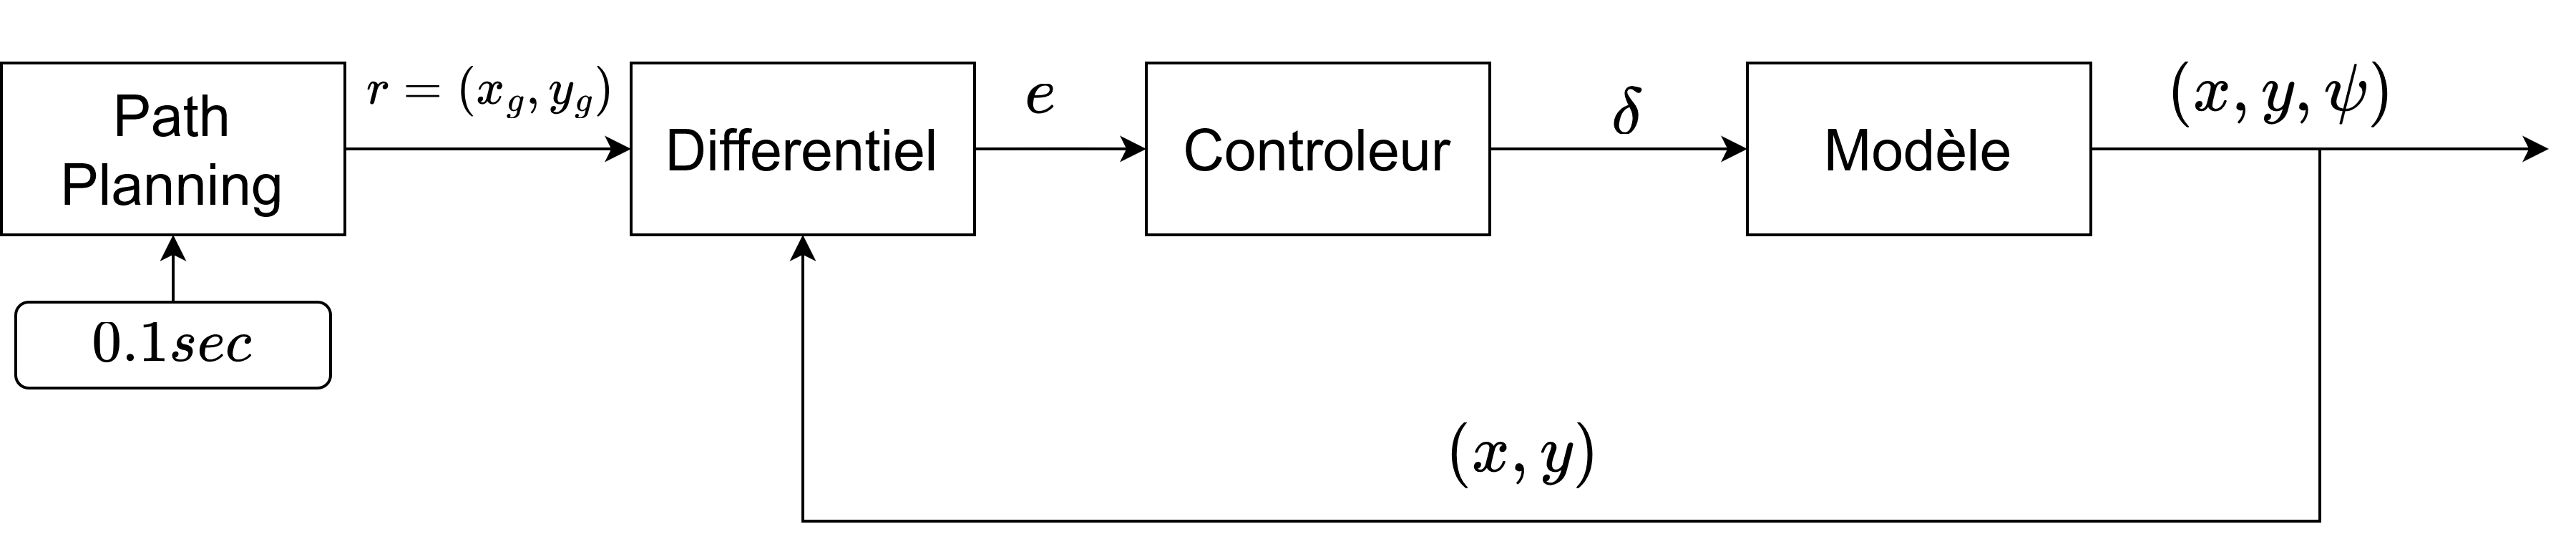 Path
Planning
r = (x_g, y_g)
Differentiel
e
Controleur
δ
Modèle
(x, y, ψ)
0.1sec
(x, y)